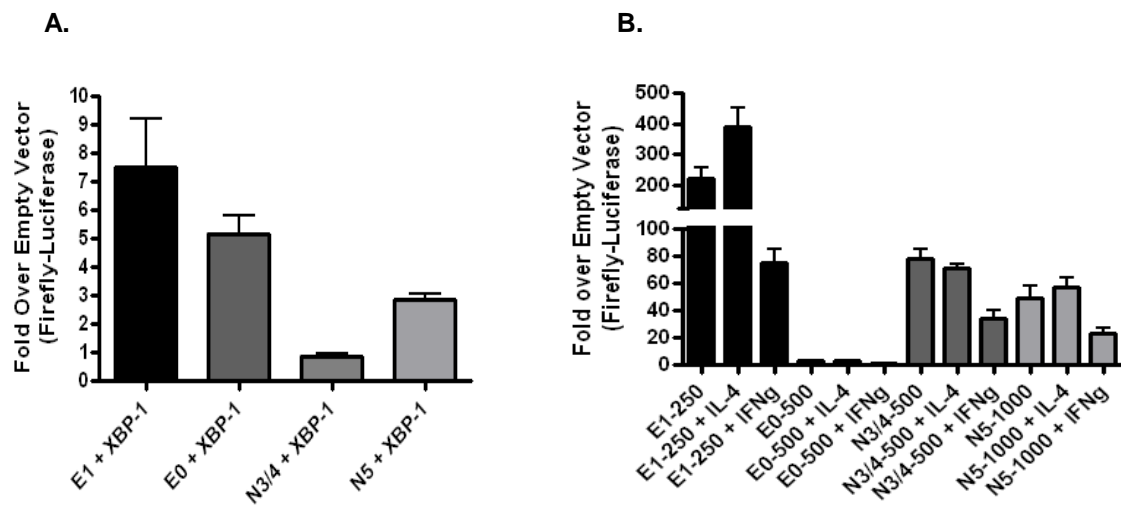 A.
Fold Over Empty Vector
(Firefly-Luciferase)
10
9
8
7
6
5
4
3
2
1
0
E1 + XBP-1
E0 + XBP-1
N3/4 + XBP-1
N5 + XBP-1
B.
Fold over Empty Vector
(Firefly-Luciferase)
500
400
300
200
100
80
60
40
20
0
E1-250
E1-250 + IL-4
E1-250 + IFNg
E0-500
E0-500 + IL-4
E0-500 + IFNg
N3/4-500
N3/4-500 + IL-4
N3/4-500 + IFNg
N5-1000
N5-1000 + IL-4
N5-1000 + IFNg